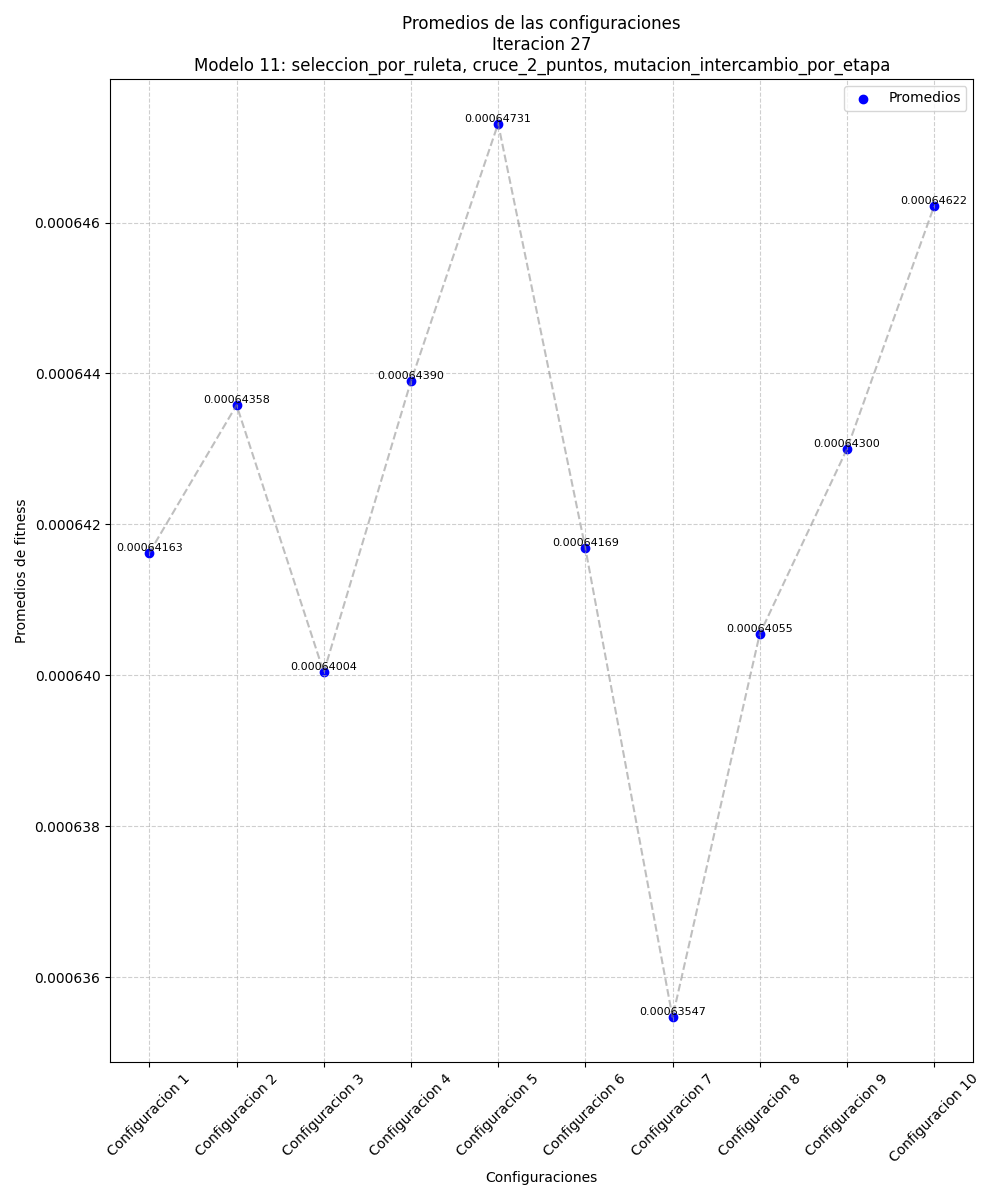 Promedios de las configuraciones
Iteracion 27
Modelo 11: seleccion_por_ruleta, cruce_2_puntos, mutacion_intercambio_por_etapa
Promedios
0.00064731
0.00064622
0.000646
0.000644
0.00064390
0.00064358
0.00064300
0.000642
0.00064163
0.00064169
0.00064055
0.00064004
0.000640
0.000638
0.000636
0.00063547
Promedios de fitness
Configuracion 1
Configuracion 2
Configuracion 3
Configuracion 4
Configuracion 5
Configuracion 6
Configuracion 7
Configuracion 8
Configuracion 9
Configuracion 10
Configuraciones